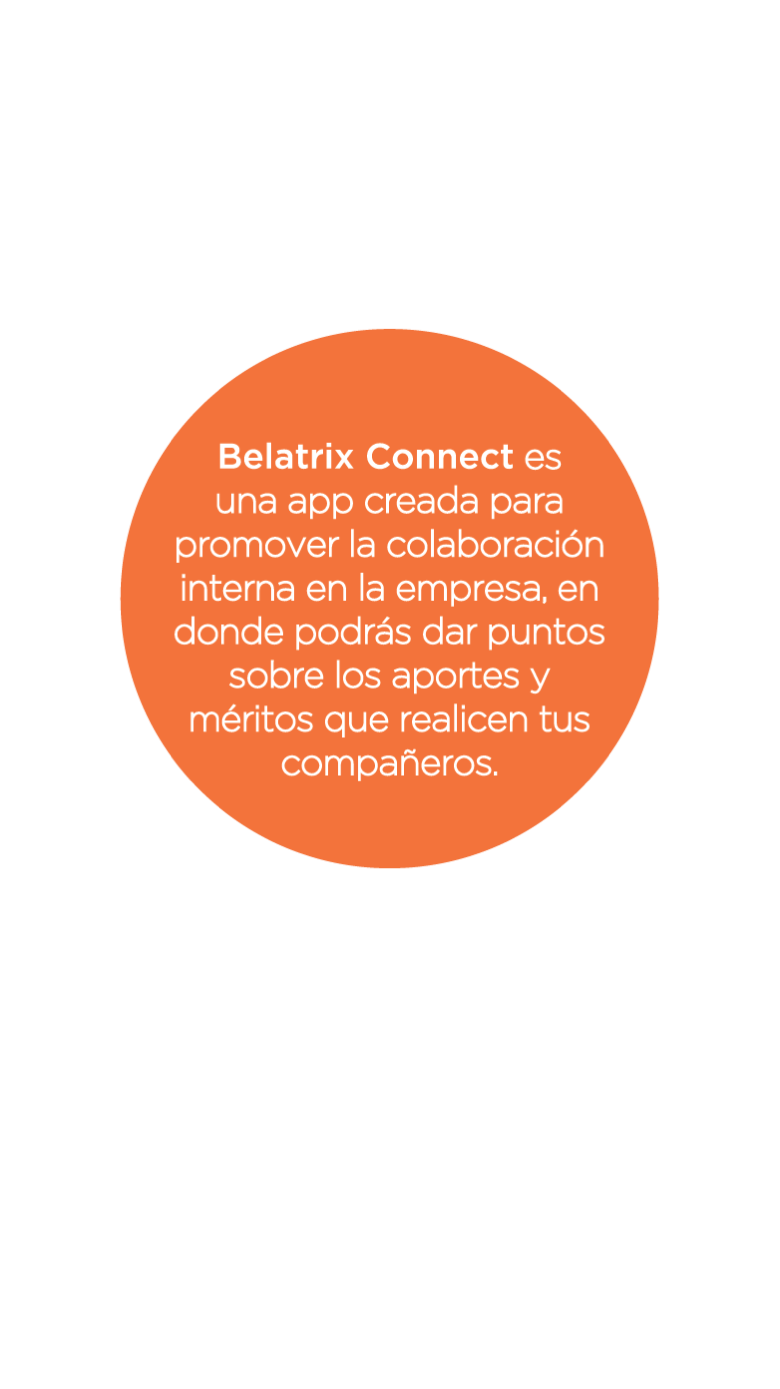 Belatrix Connect es
una app creada para
promover la colaboración
interna en la empresa, en
donde podrás dar puntos
sobre los aportes y
méritos que realicen tus
compañeros.